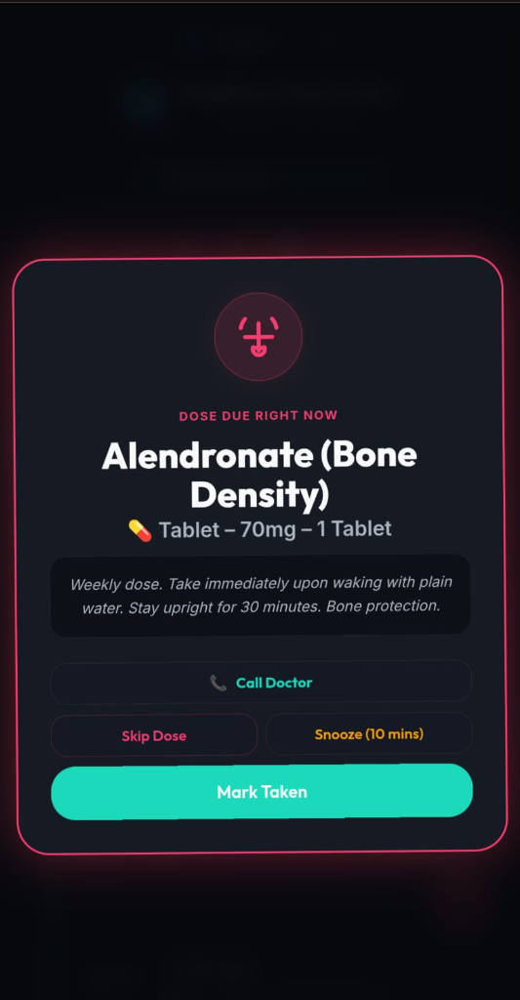 DOSE DUE RIGHT NOW
Alendronate (Bone
Density)
💊 Tablet – 70mg – 1 Tablet
Weekly dose. Take immediately upon waking with plain
water. Stay upright for 30 minutes. Bone protection.
📞 Call Doctor
Skip Dose
Snooze (10 mins)
Mark Taken